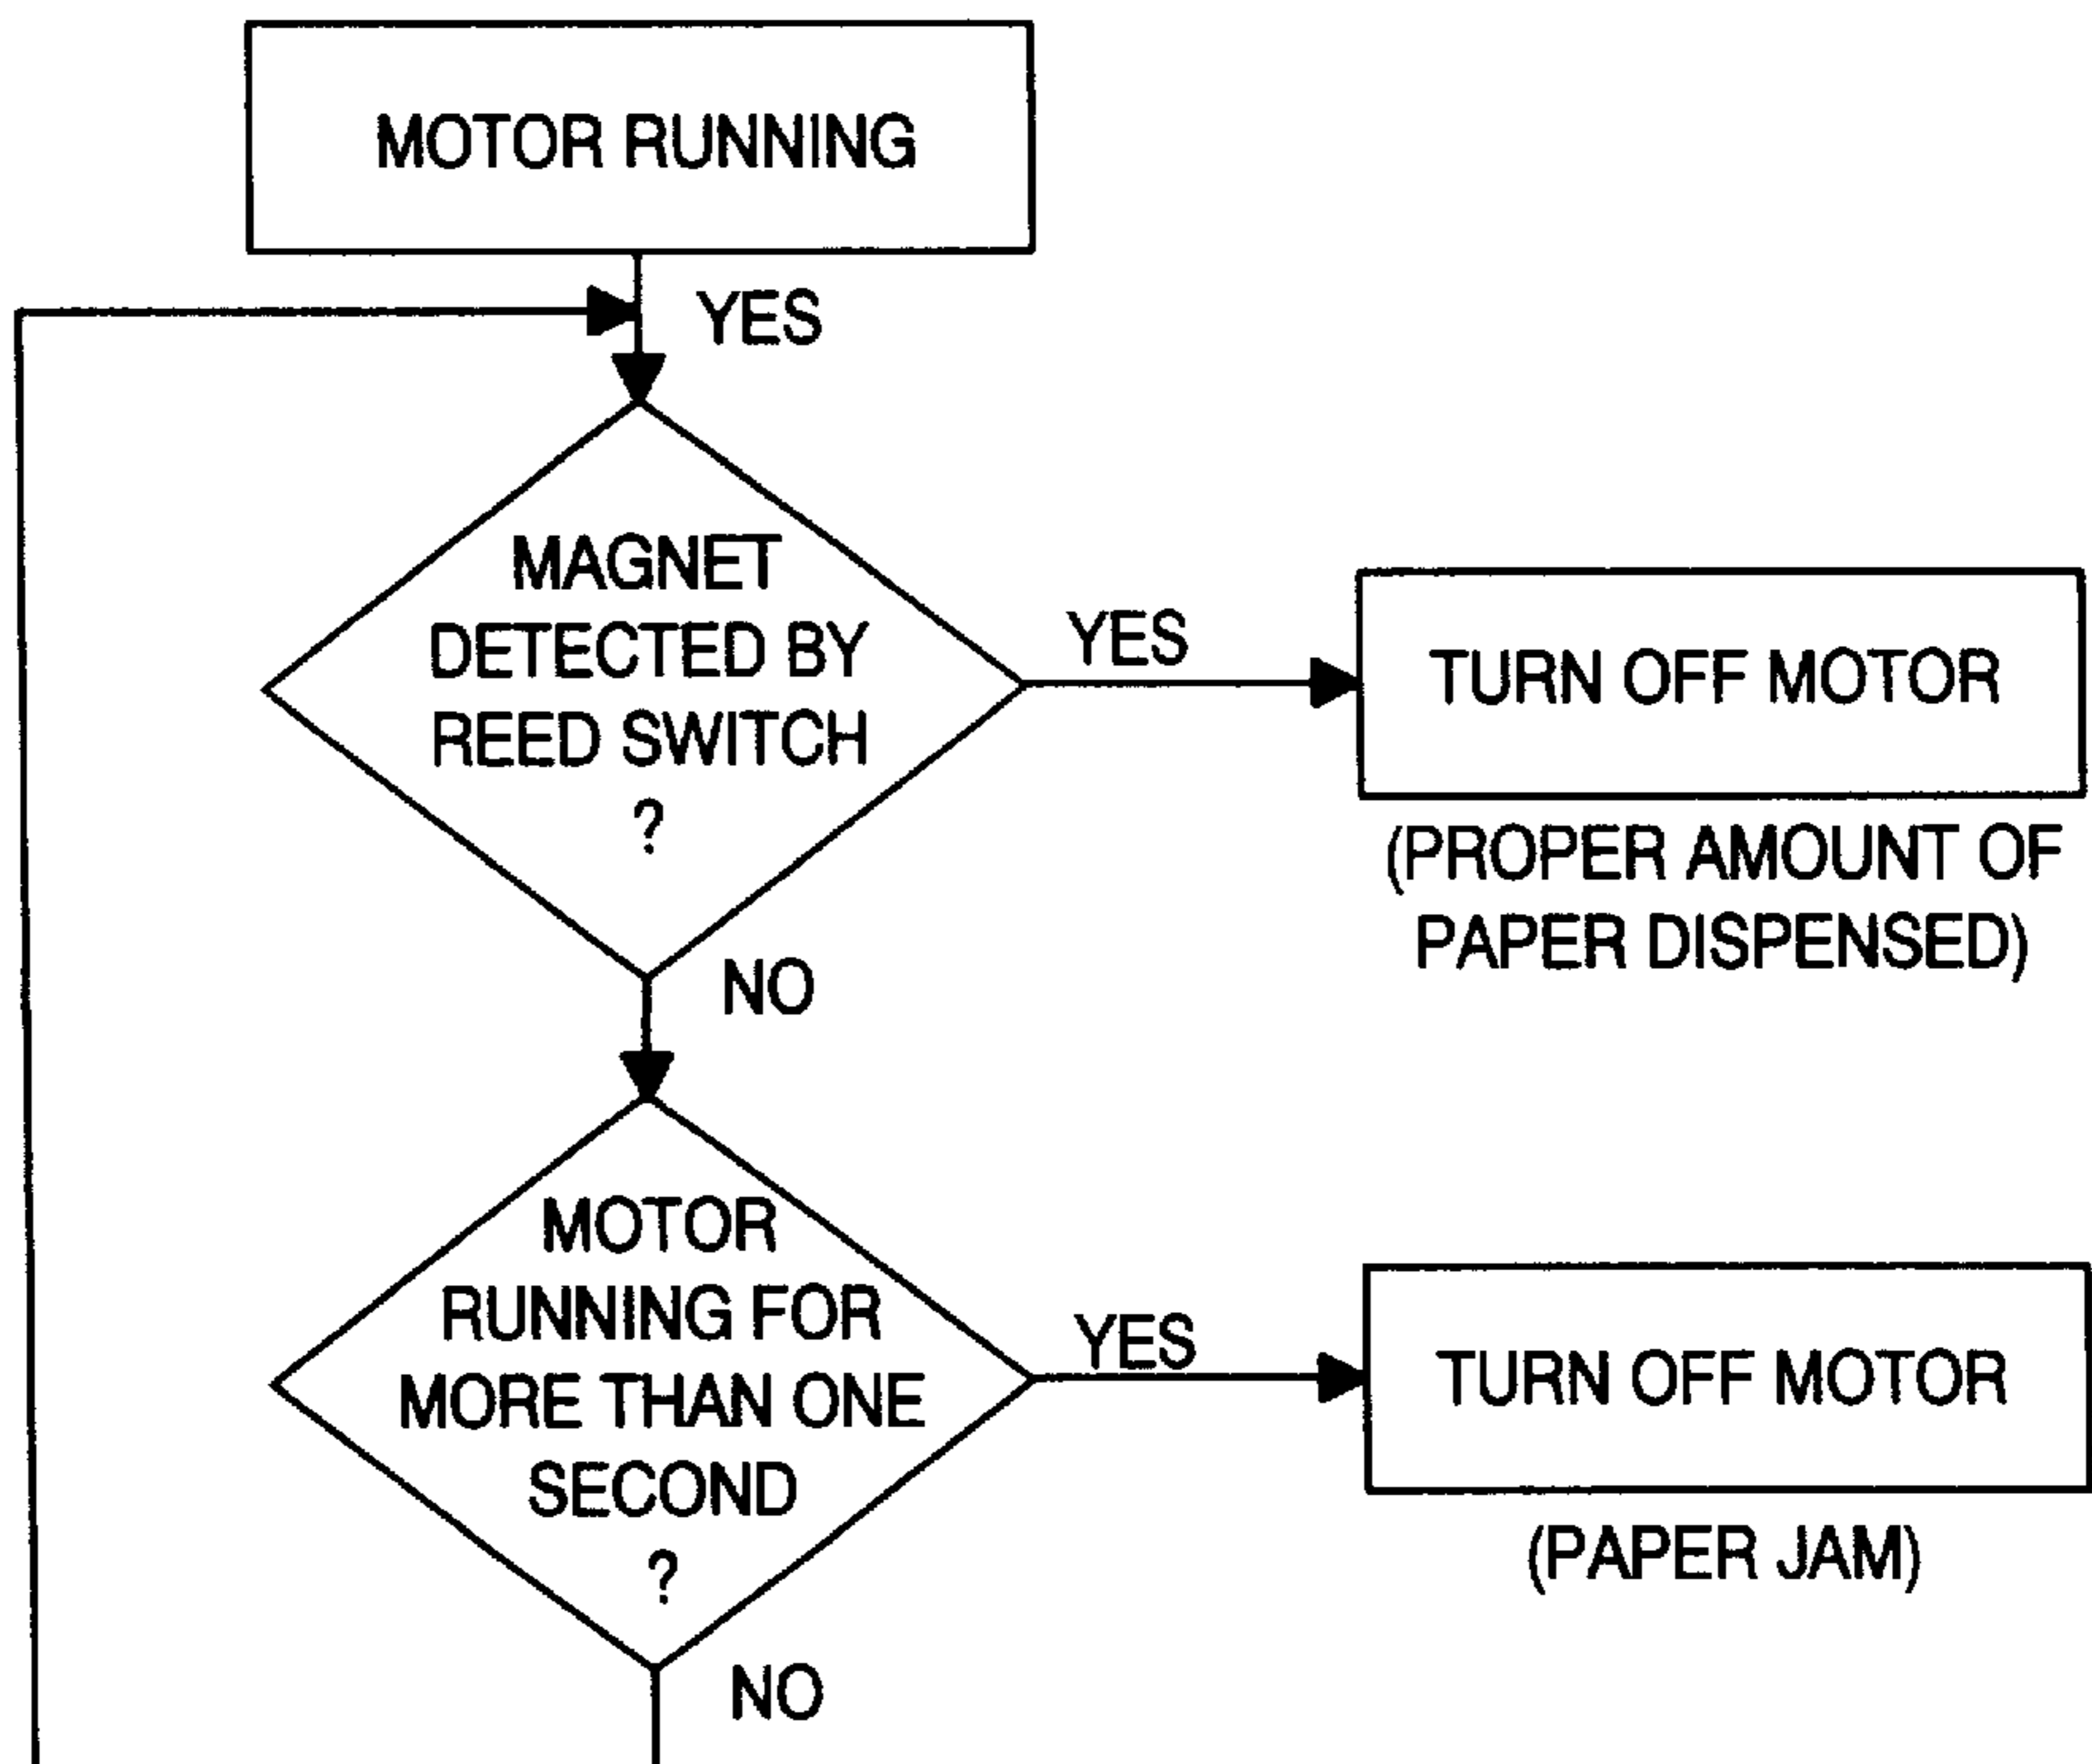 MOTOR RUNNING
YES
MAGNET
DETECTED BY
REED SWITCH
?
YES
TURN OFF MOTOR
(PROPER AMOUNT OF
PAPER DISPENSED)
NO
MOTOR
RUNNING FOR
MORE THAN ONE
SECOND
?
YES
TURN OFF MOTOR
(PAPER JAM)
NO